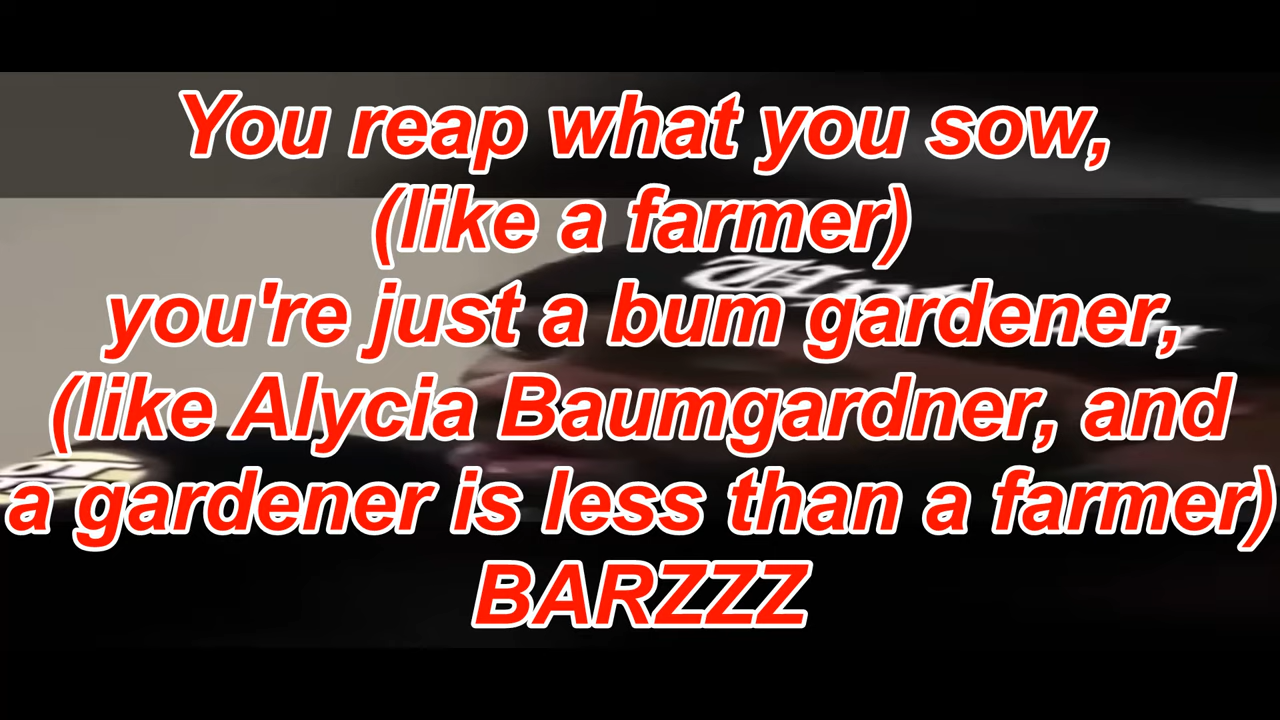 You reap what you sow,
(like a farmer)
you're just a bum gardener,
(like Alycia Baumgardner, and
a gardener is less than a farmer)
BARZZZ